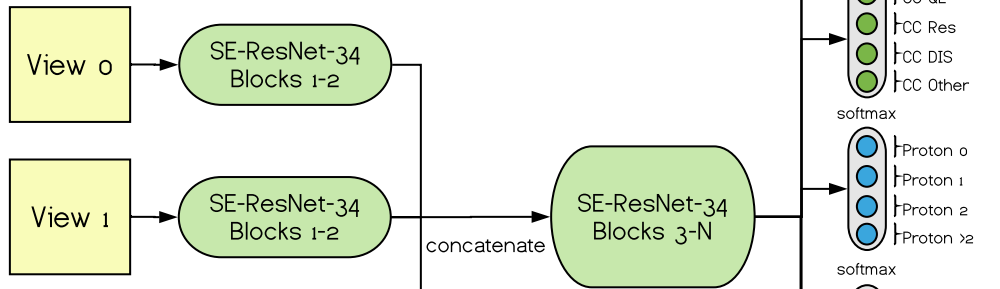 View 0
SE-ResNet-34
Blocks 1-2
View 1
SE-ResNet-34
Blocks 1-2
concatenate
SE-ResNet-34
Blocks 3-N
CC Res
CC DIS
CC Other
softmax
Proton 0
Proton 1
Proton 2
Proton >2
softmax